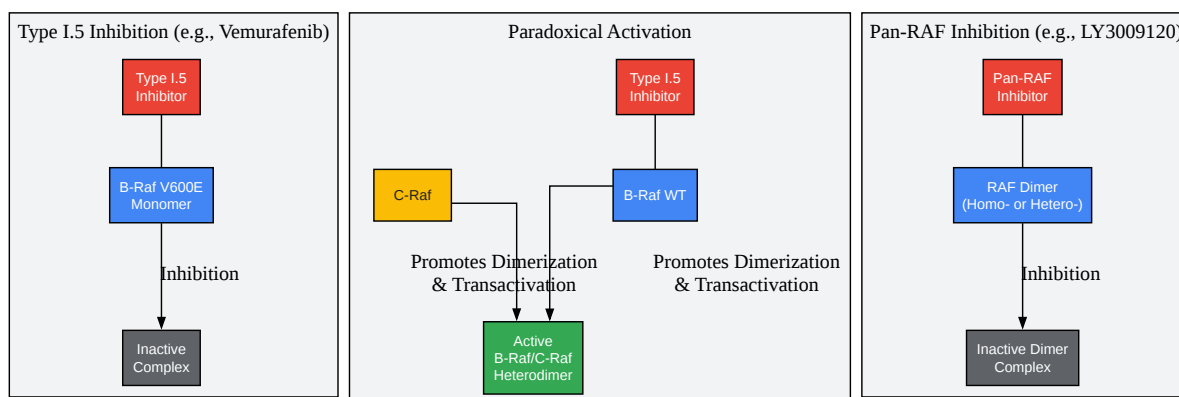 Type I.5 Inhibition (e.g., Vemurafenib)
Type I.5
Inhibitor
B-Raf V600E
Monomer
Inhibition
Inactive
Complex
Paradoxical Activation
Type I.5
Inhibitor
C-Raf
B-Raf WT
Promotes Dimerization
& Transactivation
Promotes Dimerization
& Transactivation
Active
B-Raf/C-Raf
Heterodimer
Pan-RAF Inhibition (e.g., LY3009120)
Pan-RAF
Inhibitor
RAF Dimer
(Homo- or Hetero-)
Inhibition
Inactive Dimer
Complex